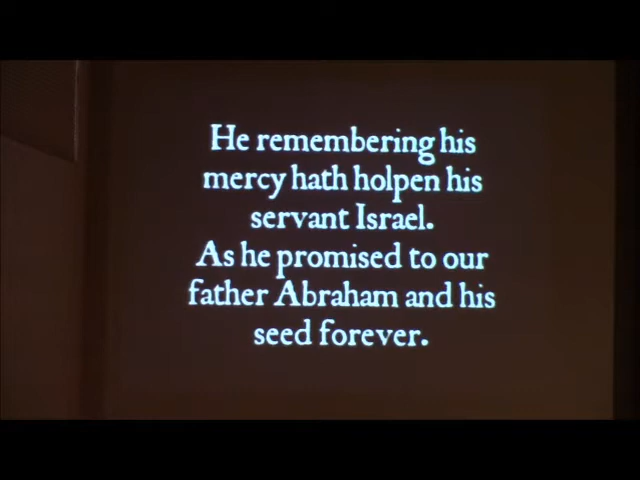 He remembering his
mercy hath holpen his
servant Israel.
As he promised to our
father Abraham and his
seed forever.